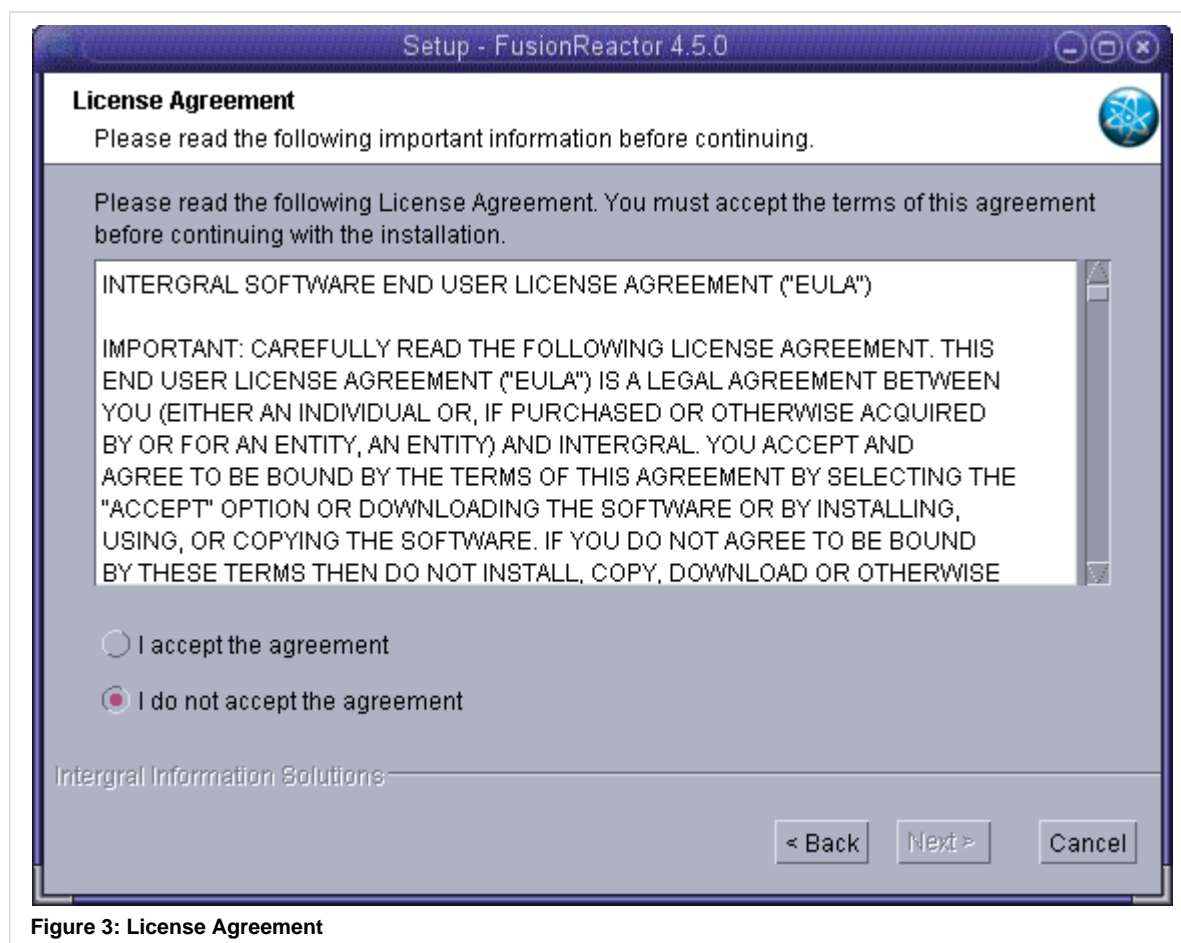 Setup - FusionReactor 4.5.0
License Agreement
Please read the following important information before continuing.
Please read the following License Agreement. You must accept the terms of this agreement
before continuing with the installation.
INTERGRAL SOFTWARE END USER LICENSE AGREEMENT ("EULA")
IMPORTANT: CAREFULLY READ THE FOLLOWING LICENSE AGREEMENT. THIS
END USER LICENSE AGREEMENT ("EULA") IS A LEGAL AGREEMENT BETWEEN
YOU (EITHER AN INDIVIDUAL OR, IF PURCHASED OR OTHERWISE ACQUIRED
BY OR FOR AN ENTITY, AN ENTITY) AND INTERGRAL. YOU ACCEPT AND
AGREE TO BE BOUND BY THE TERMS OF THIS AGREEMENT BY SELECTING THE
"ACCEPT" OPTION OR DOWNLOADING THE SOFTWARE OR BY INSTALLING,
USING, OR COPYING THE SOFTWARE. IF YOU DO NOT AGREE TO BE BOUND
BY THESE TERMS THEN DO NOT INSTALL, COPY, DOWNLOAD OR OTHERWISE
I accept the agreement
I do not accept the agreement
Intergral Information Solutions
< Back Next > Cancel
Figure 3: License Agreement